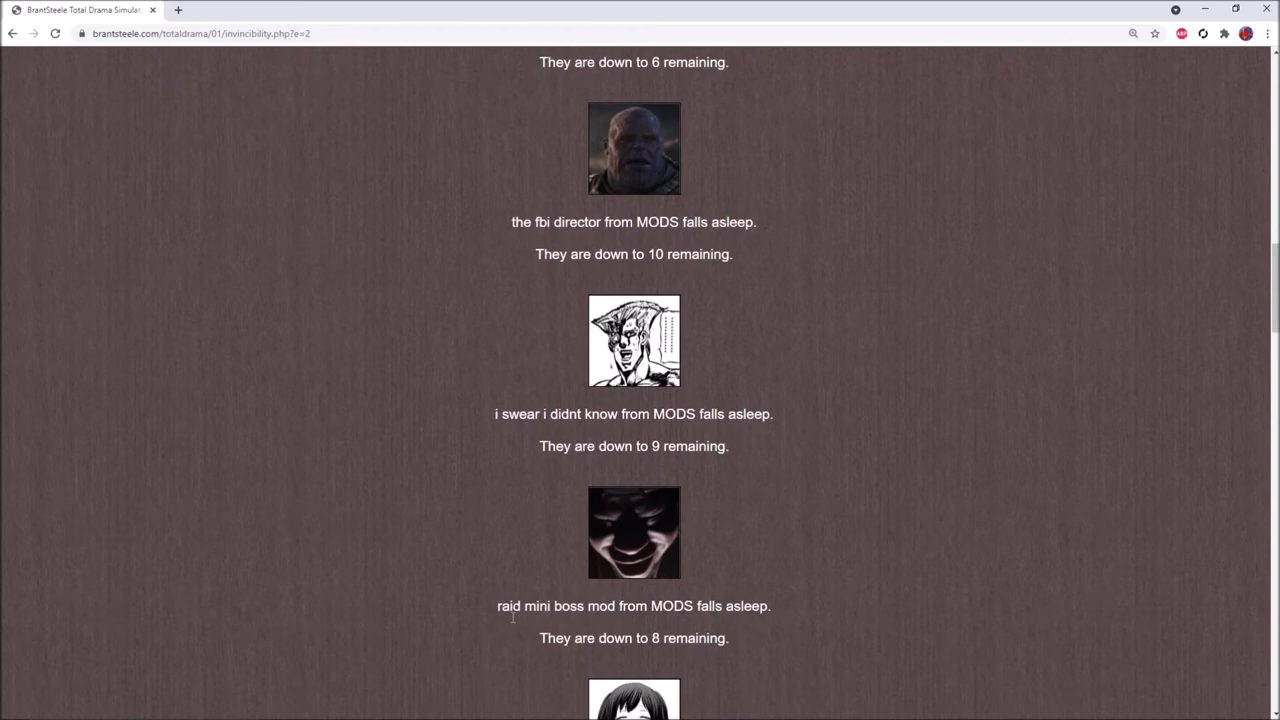 BrantSteele Total Drama Simulat
brantsteele.com/totaldrama/01/invincibility.php?e=2
ABP
They are down to 6 remaining.
the fbi director from MODS falls asleep.
They are down to 10 remaining.
i swear i didnt know from MODS falls asleep.
They are down to 9 remaining.
raid mini boss mod from MODS falls asleep.
They are down to 8 remaining.